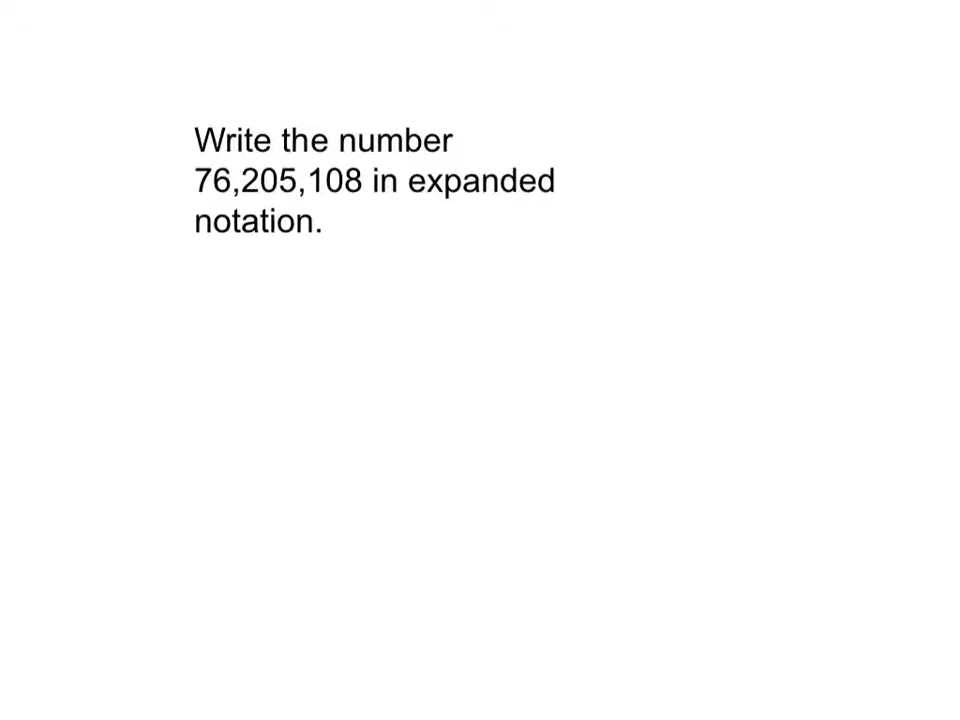 Write the number
76,205,108 in expanded
notation.